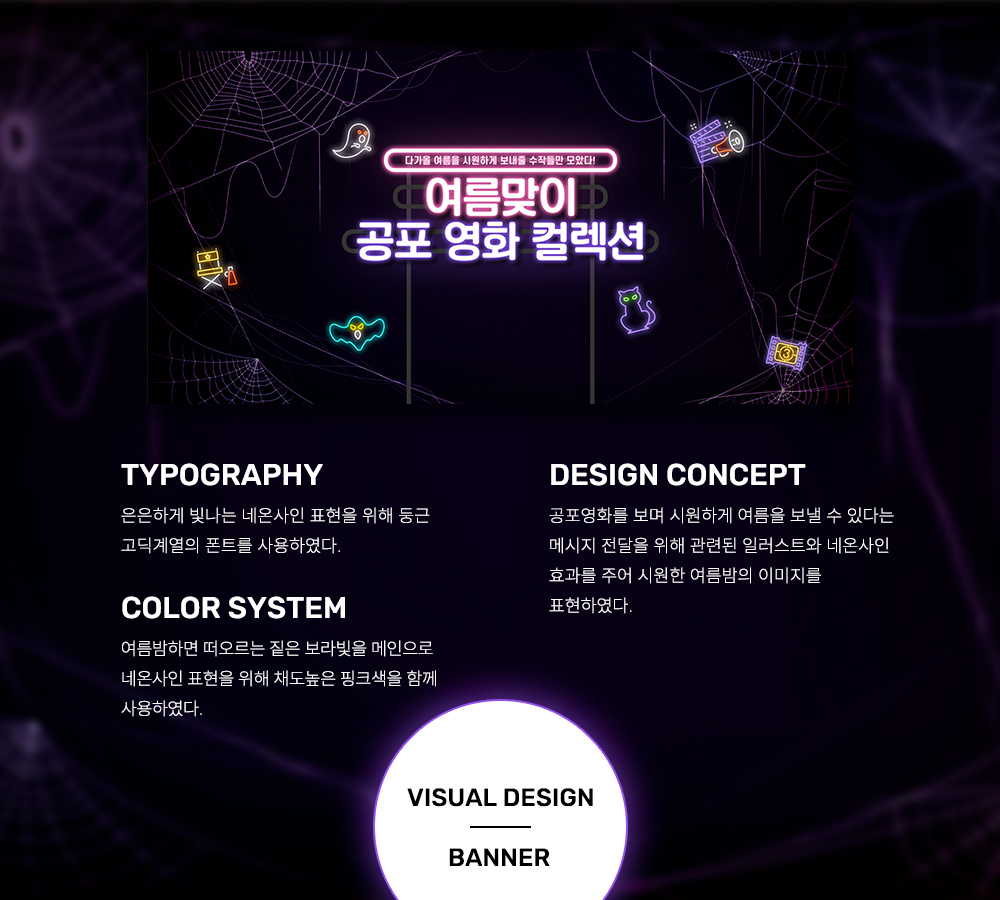 다가올 여름을 시원하게 보내줄 수작들만 모았다!
여름맞이
공포 영화 컬렉션
3
TYPOGRAPHY
은은하게 빛나는 네온사인 표현을 위해 둥근
고딕계열의 폰트를 사용하였다.
COLOR SYSTEM
여름밤하면 떠오르는 짙은 보라빛을 메인으로
네온사인 표현을 위해 채도높은 핑크색을 함께
사용하였다.
DESIGN CONCEPT
공포영화를 보며 시원하게 여름을 보낼 수 있다는
메시지 전달을 위해 관련된 일러스트와 네온사인
효과를 주어 시원한 여름밤의 이미지를
표현하였다.
VISUAL DESIGN
BANNER